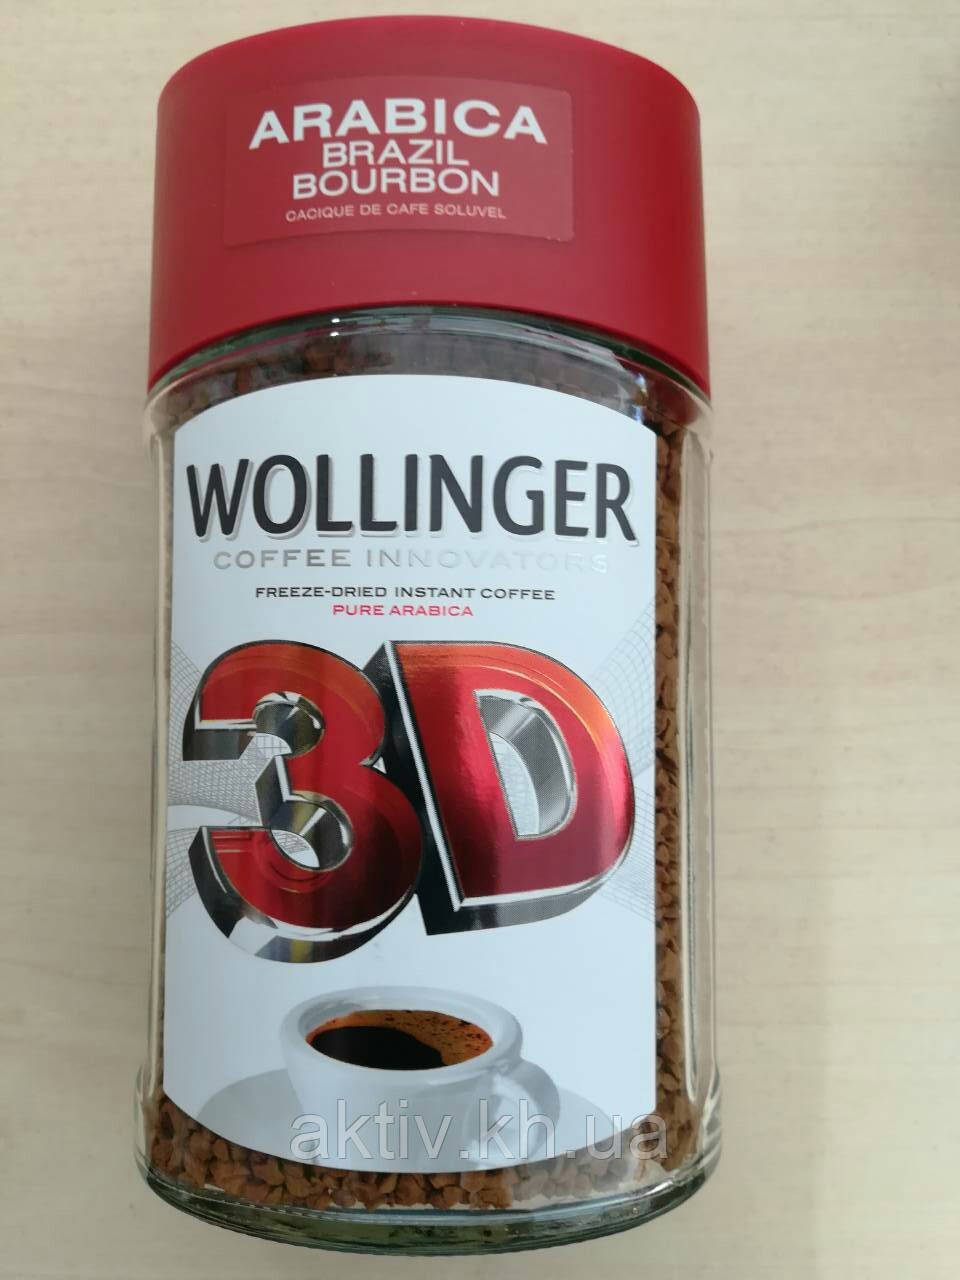 ARABICA
BRAZIL
BOURBON
CACIQUE DE CAFE SOLUVEL
WOLLINGER
COFFEE INNOVATORS
FREEZE-DRIED INSTANT COFFEE
PURE ARABICA
3D
aktiv.kh.ua